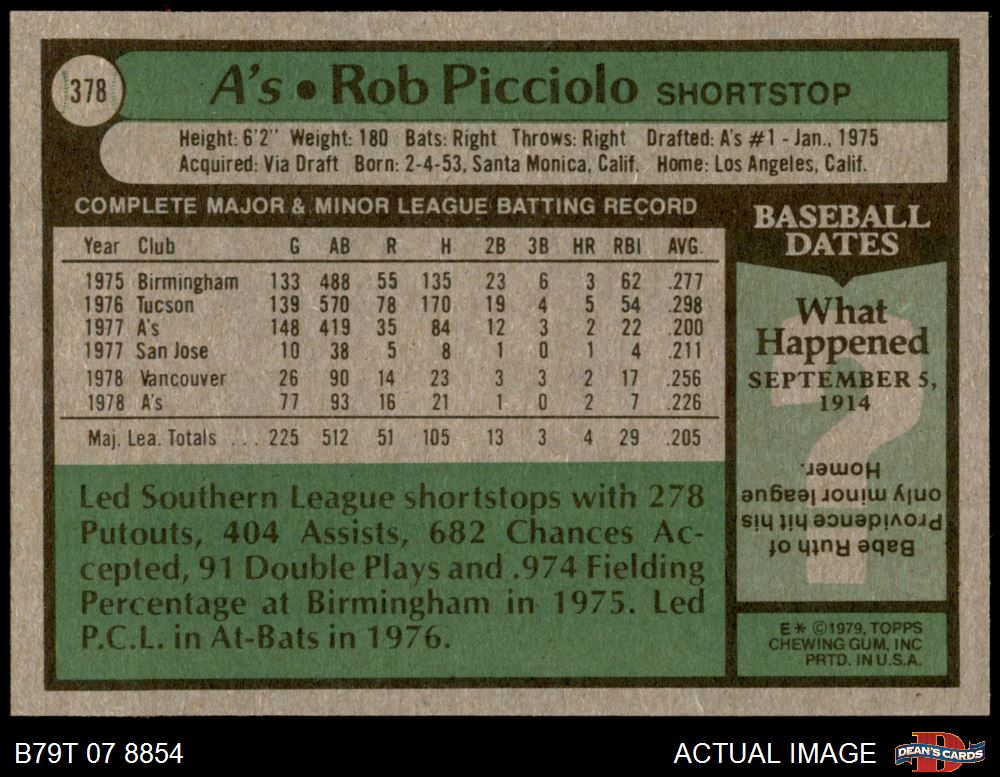 378
A's • Rob Picciolo SHORTSTOP
Height: 6'2" Weight: 180 Bats: Right Throws: Right Drafted: A's #1 - Jan., 1975
Acquired: Via Draft Born: 2-4-53, Santa Monica, Calif. Home: Los Angeles, Calif.
COMPLETE MAJOR & MINOR LEAGUE BATTING RECORD
Year Club G AB R H 2B 3B HR RBI AVG.
1975 Birmingham 133 488 55 135 23 6 3 62 .277
1976 Tucson 139 570 78 170 19 4 5 54 .298
1977 A's 148 419 35 84 12 3 2 22 .200
1977 San Jose 10 38 5 8 1 0 1 4 .211
1978 Vancouver 26 90 14 23 3 3 2 17 .256
1978 A's 77 93 16 21 1 0 2 7 .226
Maj. Lea. Totals ... 225 512 51 105 13 3 4 29 .205
Led Southern League shortstops with 278
Putouts, 404 Assists, 682 Chances Ac-
cepted, 91 Double Plays and .974 Fielding
Percentage at Birmingham in 1975. Led
P.C.L. in At-Bats in 1976.
BASEBALL
DATES
What
Happened
SEPTEMBER 5,
1914
Babe Ruth of
Providence hit his
only minor league
Homer.
E* ©1979, TOPPS
CHEWING GUM, INC
PRTD. IN U.S.A.
B79T 07 8854
ACTUAL IMAGE
DEAN'S CARDS